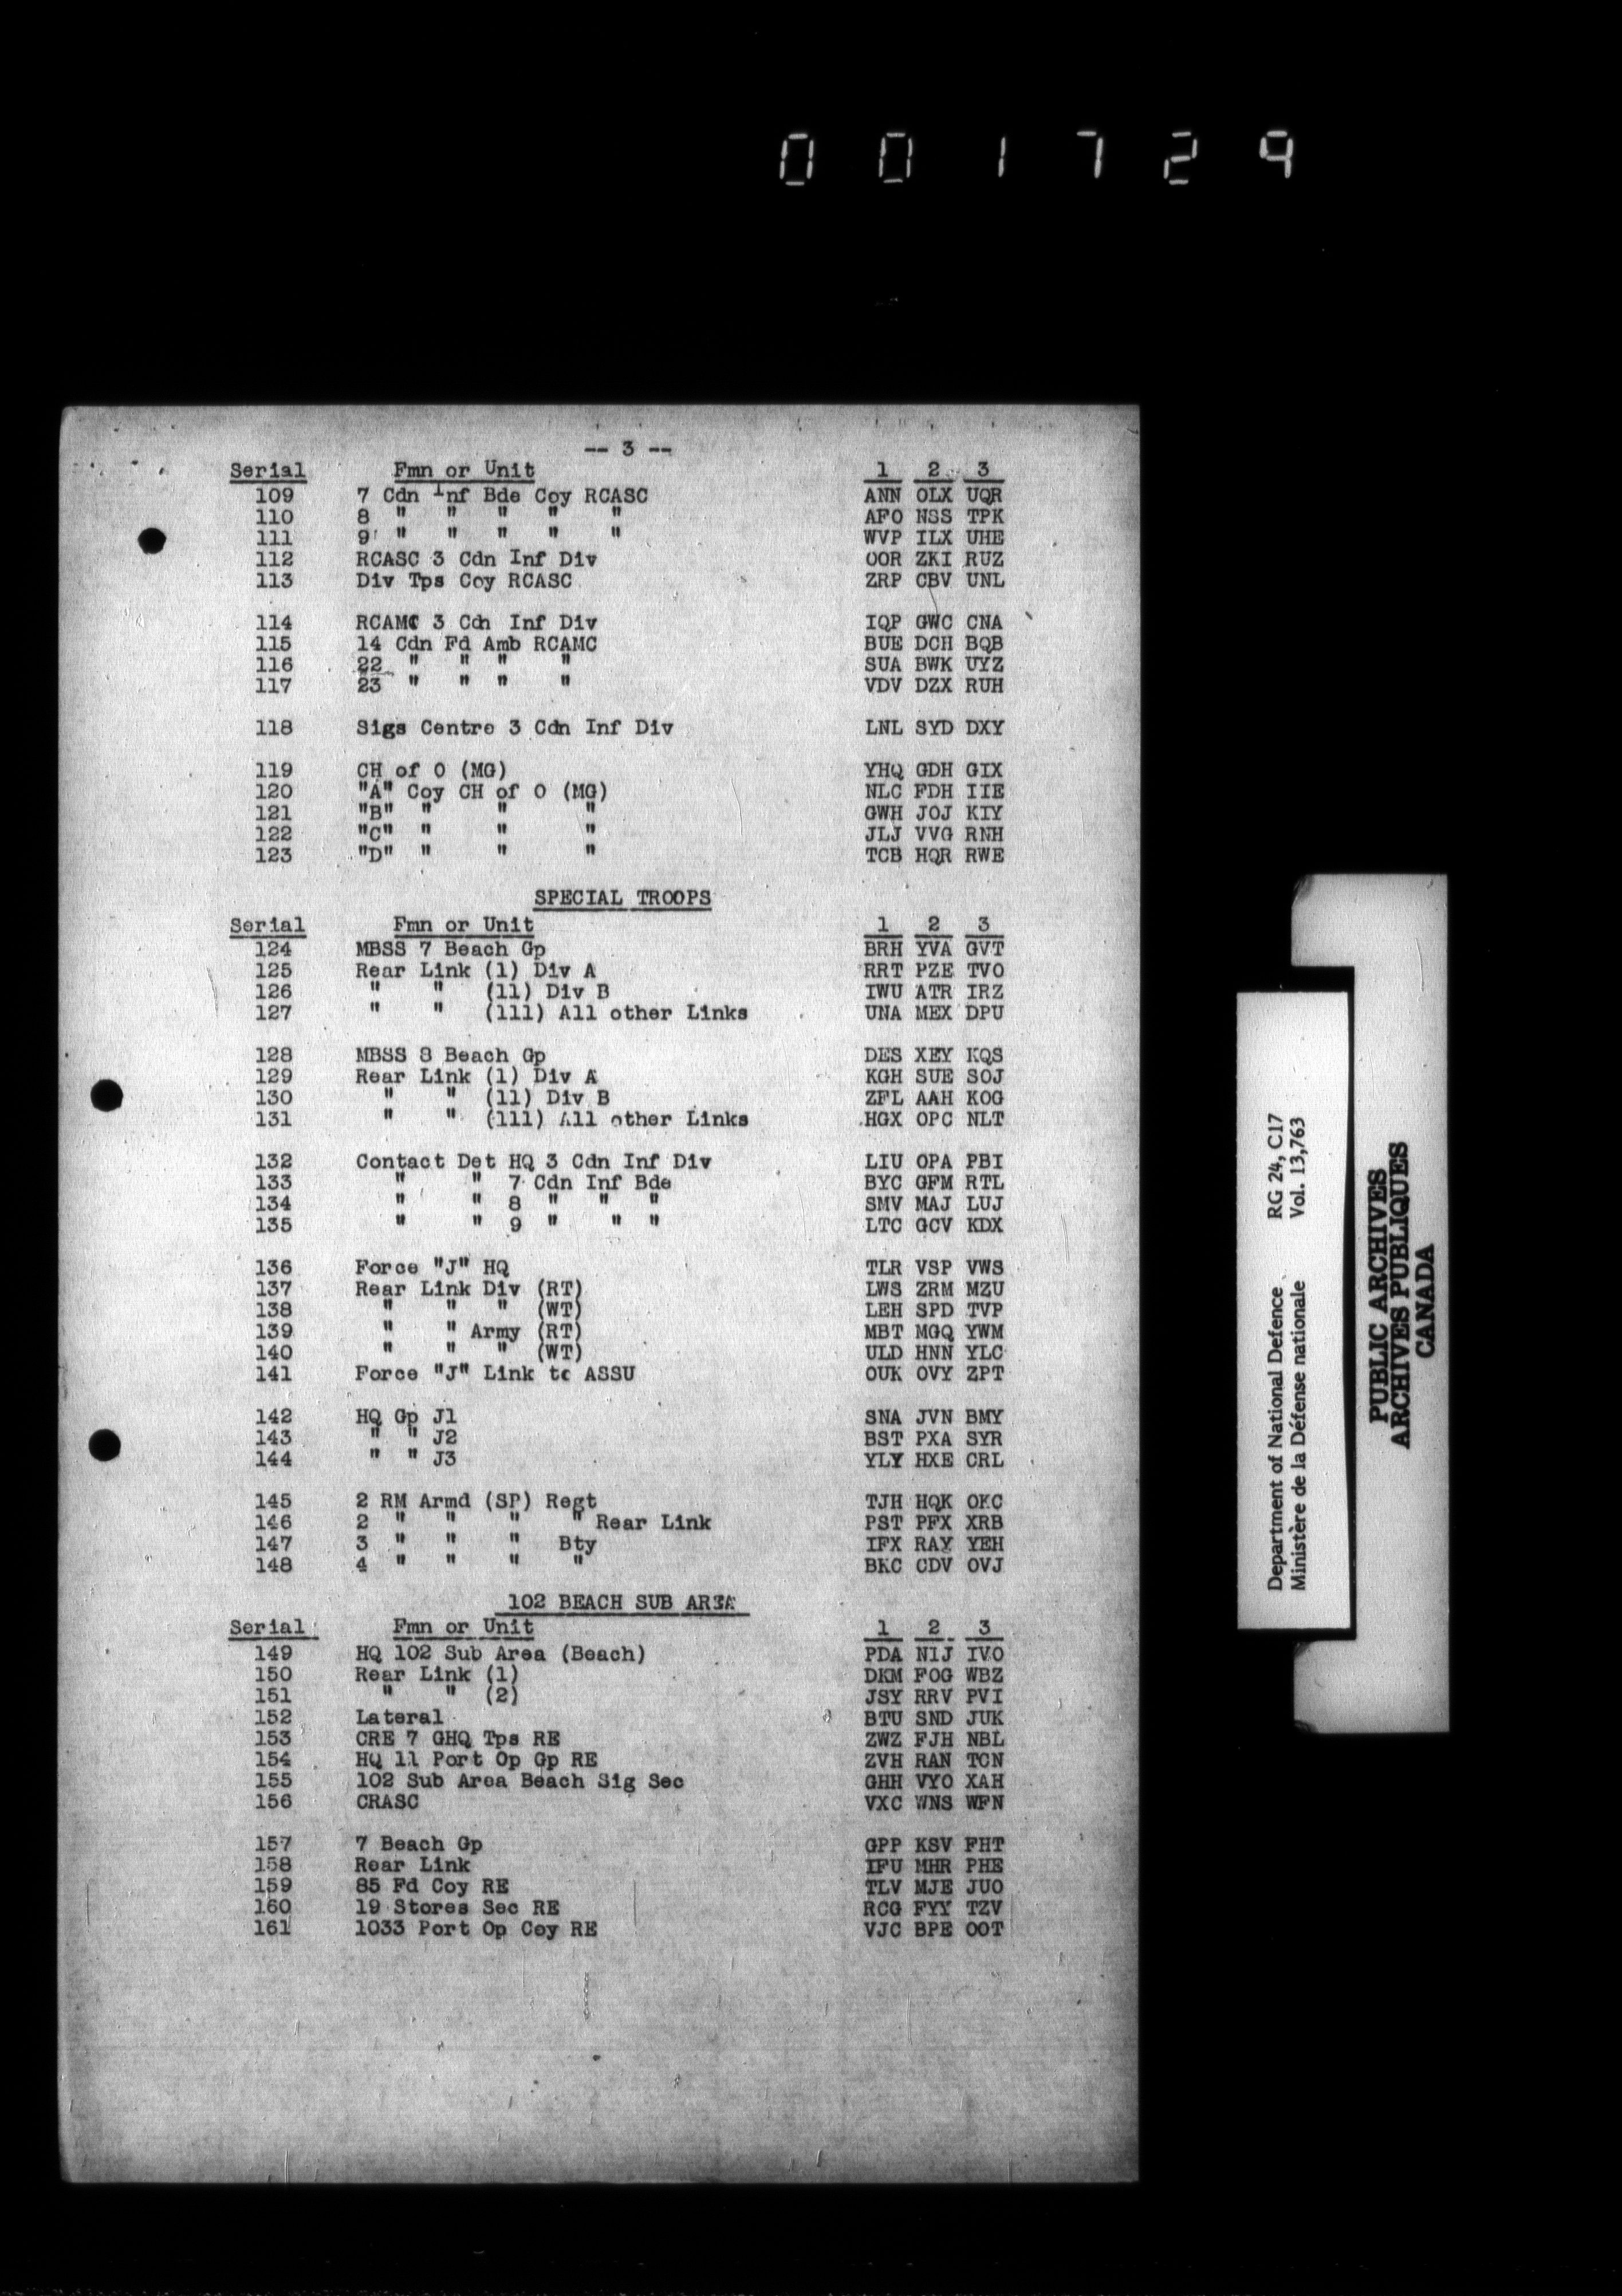 001729
-- 3 --
Serial Fmn or Unit 1 2 3
109 7 Cdn Inf Bde Coy RCASC ANN OLX UQR
110 8 " " " " " AFO NSS TPK
111 9 " " " " " WVP ILX UHE
112 RCASC 3 Cdn Inf Div OOR ZKI RUZ
113 Div Tps Coy RCASC ZRP CBV UNL
114 RCAMC 3 Cdn Inf Div IQP GWC CNA
115 14 Cdn Fd Amb RCAMC BUE DCH BQB
116 22 " " " " SUA BWK UYZ
117 23 " " " " VDV DZX RUH
118 Sigs Centre 3 Cdn Inf Div LNL SYD DXY
119 CH of O (MG) YHQ GDH GIX
120 "A" Coy CH of O (MG) NLC FDH IIE
121 "B" " " " GWH JOJ KIY
122 "C" " " " JLJ VVG RNH
123 "D" " " " TCB HQR RWE
SPECIAL TROOPS
Serial Fmn or Unit 1 2 3
124 MBSS 7 Beach Gp BRH YVA GVT
125 Rear Link (1) Div A RRT PZE TVO
126 " " (11) Div B IWU ATR IRZ
127 " " (111) All other Links UNA MEX DPU
128 MBSS 8 Beach Gp DES XEY KQS
129 Rear Link (1) Div A KGH SUE SOJ
130 " " (11) Div B ZFL AAH KOG
131 " " (111) All other Links HGX OPC NLT
132 Contact Det HQ 3 Cdn Inf Div LIU OPA PBI
133 " " 7 Cdn Inf Bde BYC GFM RTL
134 " " 8 " " " SMV MAJ LUJ
135 " " 9 " " " LTC GCV KDX
136 Force "J" HQ TLR VSP VWS
137 Rear Link Div (RT) LWS ZRM MZU
138 " " " (WT) LEH SPD TVP
139 " " Army (RT) MBT MGQ YWM
140 " " " (WT) ULD HNN YLC
141 Force "J" Link to ASSU OUK OVY ZPT
142 HQ Gp J1 SNA JVN BMY
143 " " J2 BST PXA SYR
144 " " J3 YLY HXE CRL
145 2 RM Armd (SP) Regt TJH HQK OKC
146 2 " " " " Rear Link PST PFX XRB
147 3 " " " Bty IFX RAY YEH
148 4 " " " " BKC CDV OVJ
102 BEACH SUB AREA
Serial Fmn or Unit 1 2 3
149 HQ 102 Sub Area (Beach) PDA NIJ IVO
150 Rear Link (1) DKM FOG WBZ
151 " " (2) JSY RRV PVI
152 Lateral BTU SND JUK
153 CRE 7 GHQ Tps RE ZWZ FJH NBL
154 HQ 11 Port Op Gp RE ZVH RAN TCN
155 102 Sub Area Beach Sig Sec GHH VYO XAH
156 CRASC VXC WNS WFN
157 7 Beach Gp GPP KSV FHT
158 Rear Link IFU MHR PHE
159 85 Fd Coy RE TLV MJE JUO
160 19 Stores Sec RE RCG FYY TZV
161 1033 Port Op Coy RE VJC BPE OOT
Department of National Defence RG 24, C17
Ministère de la Défense nationale Vol. 13,763
PUBLIC ARCHIVES
ARCHIVES PUBLIQUES
CANADA